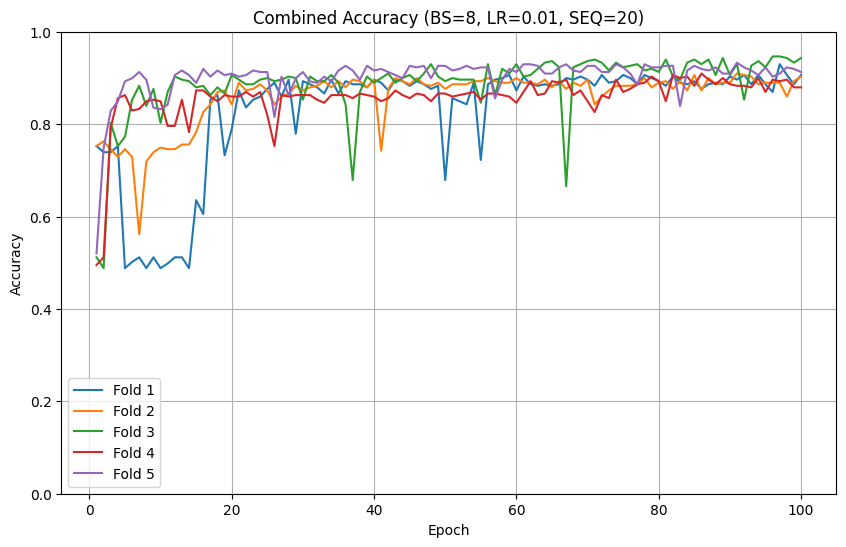 Combined Accuracy (BS=8, LR=0.01, SEQ=20)
1.0
0.8
0.6
0.4
0.2
0.0
Accuracy
Fold 1
Fold 2
Fold 3
Fold 4
Fold 5
0 20 40 60 80 100
Epoch